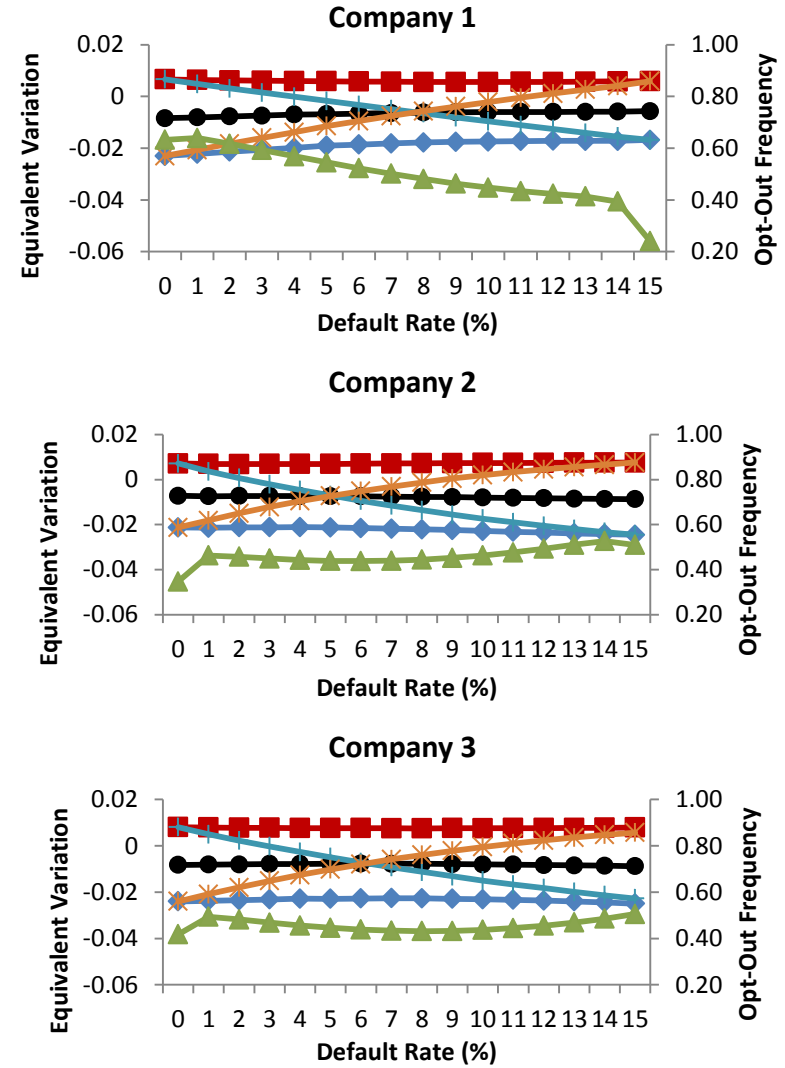 Company 1
0.02 1.00
0 0.80
-0.02 0.60
-0.04 0.40
-0.06 0.20
Equivalent Variation
Opt-Out Frequency
0 1 2 3 4 5 6 7 8 9 10 11 12 13 14 15
Default Rate (%)
Company 2
0.02 1.00
0 0.80
-0.02 0.60
-0.04 0.40
-0.06 0.20
Equivalent Variation
Opt-Out Frequency
0 1 2 3 4 5 6 7 8 9 10 11 12 13 14 15
Default Rate (%)
Company 3
0.02 1.00
0 0.80
-0.02 0.60
-0.04 0.40
-0.06 0.20
Equivalent Variation
Opt-Out Frequency
0 1 2 3 4 5 6 7 8 9 10 11 12 13 14 15
Default Rate (%)